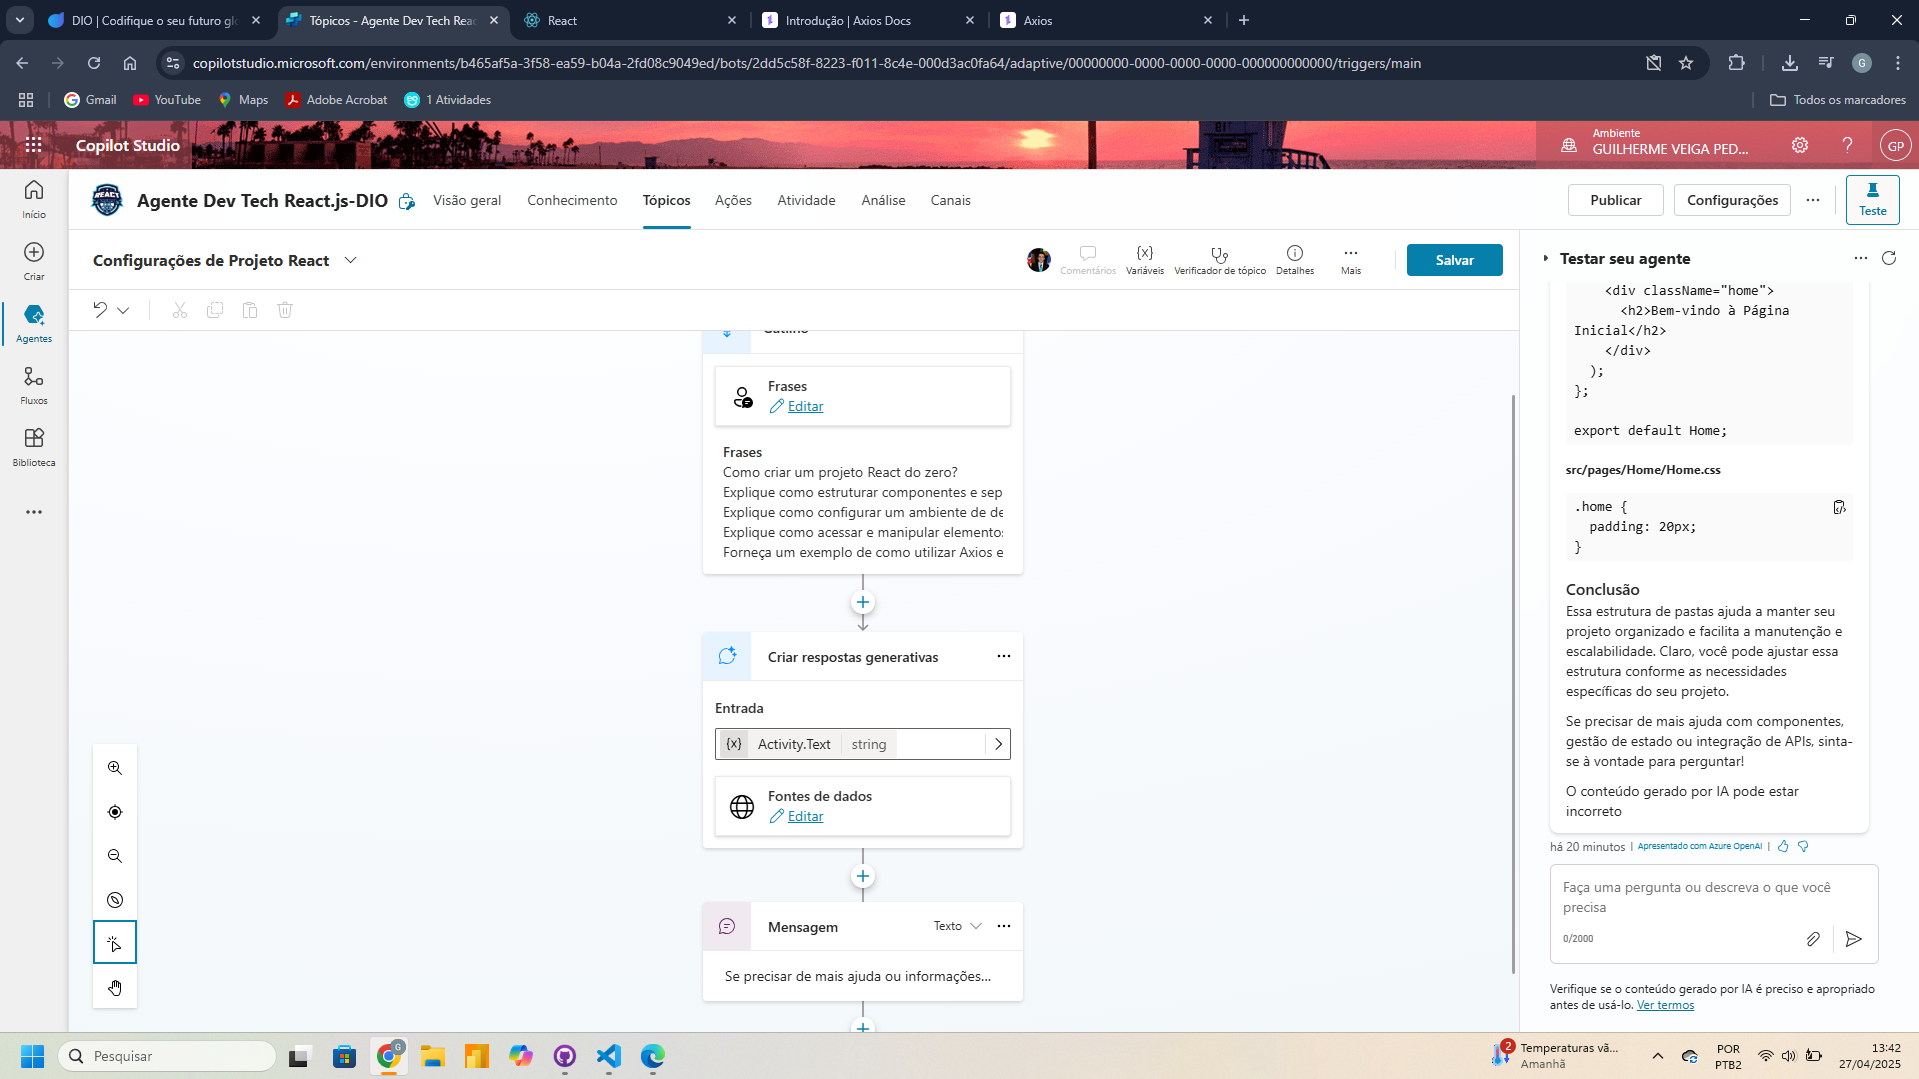 DIO | Codifique o seu futuro glo
Tópicos - Agente Dev Tech Reac
React
Introdução | Axios Docs
Axios
copilotstudio.microsoft.com/environments/b465af5a-3f58-ea59-b04a-2fd08c9049ed/bots/2dd5c58f-8223-f011-8c4e-000d3ac0fa64/adaptive/00000000-0000-0000-0000-000000000000/triggers/main
G
Gmail
YouTube
Maps
Adobe Acrobat
1 Atividades
Todos os marcadores
Copilot Studio
Ambiente
GUILHERME VEIGA PED...
GP
Início
Criar
Agentes
Fluxos
Biblioteca
Agente Dev Tech React.js-DIO
Visão geral
Conhecimento
Tópicos
Ações
Atividade
Análise
Canais
Publicar
Configurações
Teste
Configurações de Projeto React
Comentários
Variáveis
Verificador de tópico
Detalhes
Mais
Salvar
Gatilho
Frases
Editar
Frases
Como criar um projeto React do zero?
Explique como estruturar componentes e sep
Explique como configurar um ambiente de de
Explique como acessar e manipular elementos
Forneça um exemplo de como utilizar Axios e
Criar respostas generativas
Entrada
{x} Activity.Text string
Fontes de dados
Editar
Mensagem
Texto
Se precisar de mais ajuda ou informações...
Testar seu agente
<div className="home">
<h2>Bem-vindo à Página
Inicial</h2>
</div>
);
};
export default Home;
src/pages/Home/Home.css
.home {
padding: 20px;
}
Conclusão
Essa estrutura de pastas ajuda a manter seu
projeto organizado e facilita a manutenção e
escalabilidade. Claro, você pode ajustar essa
estrutura conforme as necessidades
específicas do seu projeto.
Se precisar de mais ajuda com componentes,
gestão de estado ou integração de APIs, sinta-
se à vontade para perguntar!
O conteúdo gerado por IA pode estar
incorreto
há 20 minutos | Apresentado com Azure OpenAI |
Faça uma pergunta ou descreva o que você
precisa
0/2000
Verifique se o conteúdo gerado por IA é preciso e apropriado
antes de usá-lo. Ver termos
Pesquisar
G
2
Temperaturas vã...
Amanhã
POR
PTB2
13:42
27/04/2025